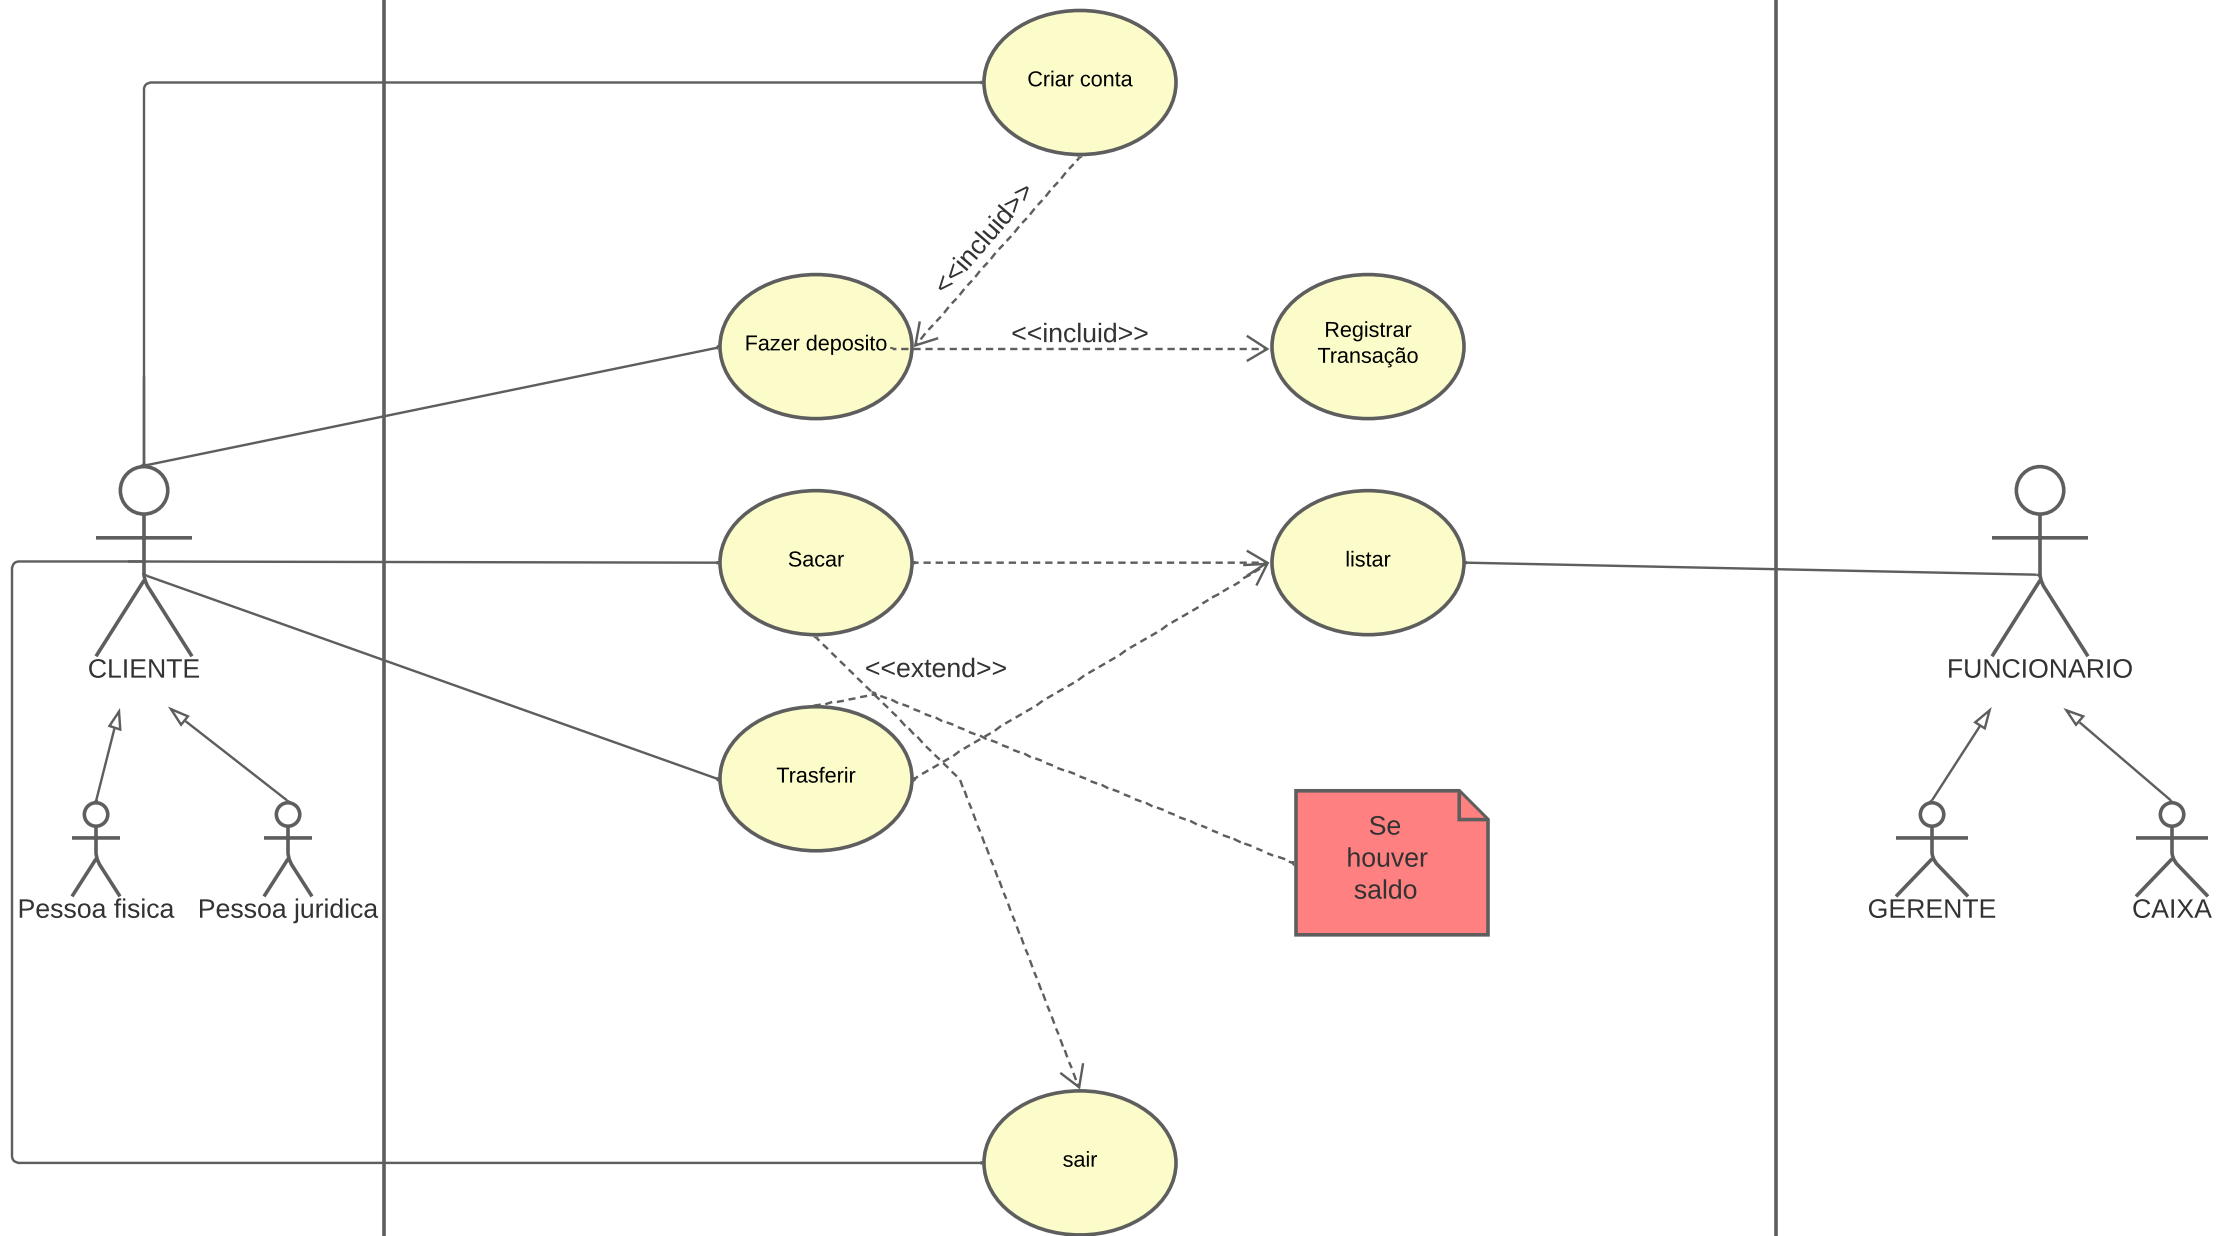 Criar conta
<<incluid>>
Fazer deposito
<<incluid>>
Registrar
Transação
Sacar
listar
CLIENTE
<<extend>>
FUNCIONARIO
Trasferir
Se
houver
saldo
Pessoa fisica
Pessoa juridica
GERENTE
CAIXA
sair